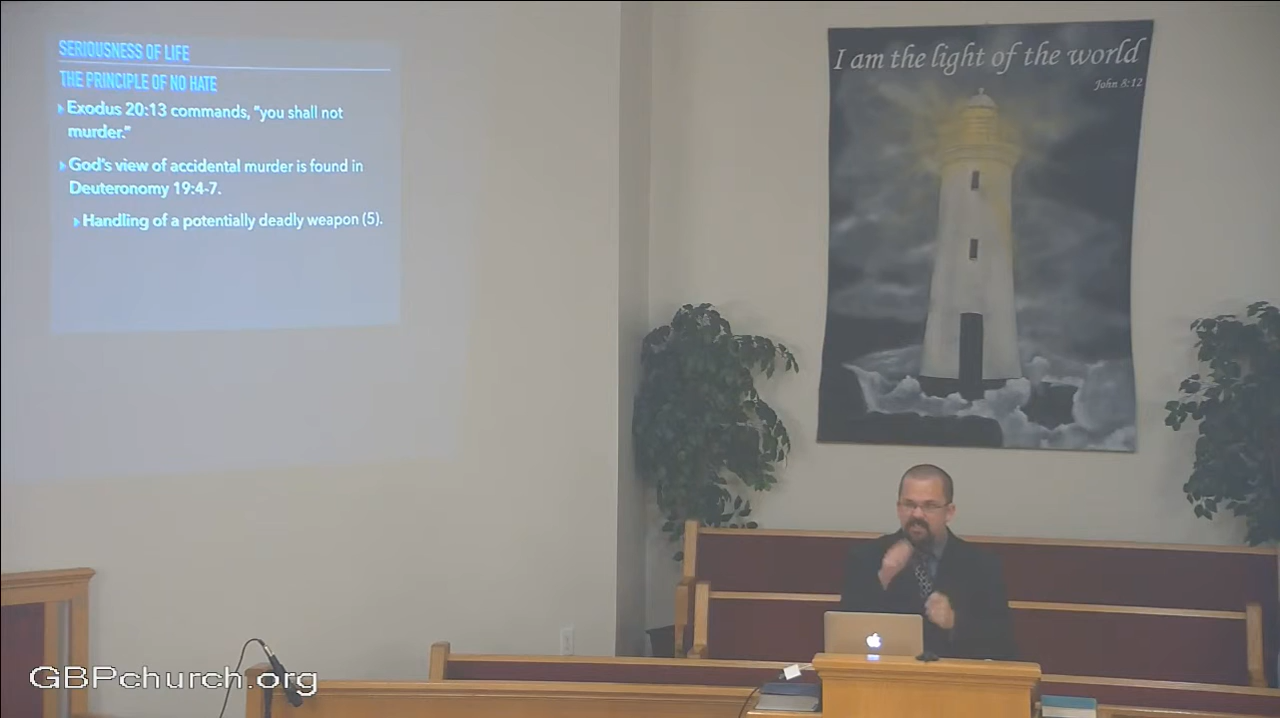 SERIOUSNESS OF LIFE
THE PRINCIPLE OF NO HATE
Exodus 20:13 commands, "you shall not
murder."
God's view of accidental murder is found in
Deuteronomy 19:4-7.
Handling of a potentially deadly weapon (5).
I am the light of the world
John 8:12
GBPchurch.org